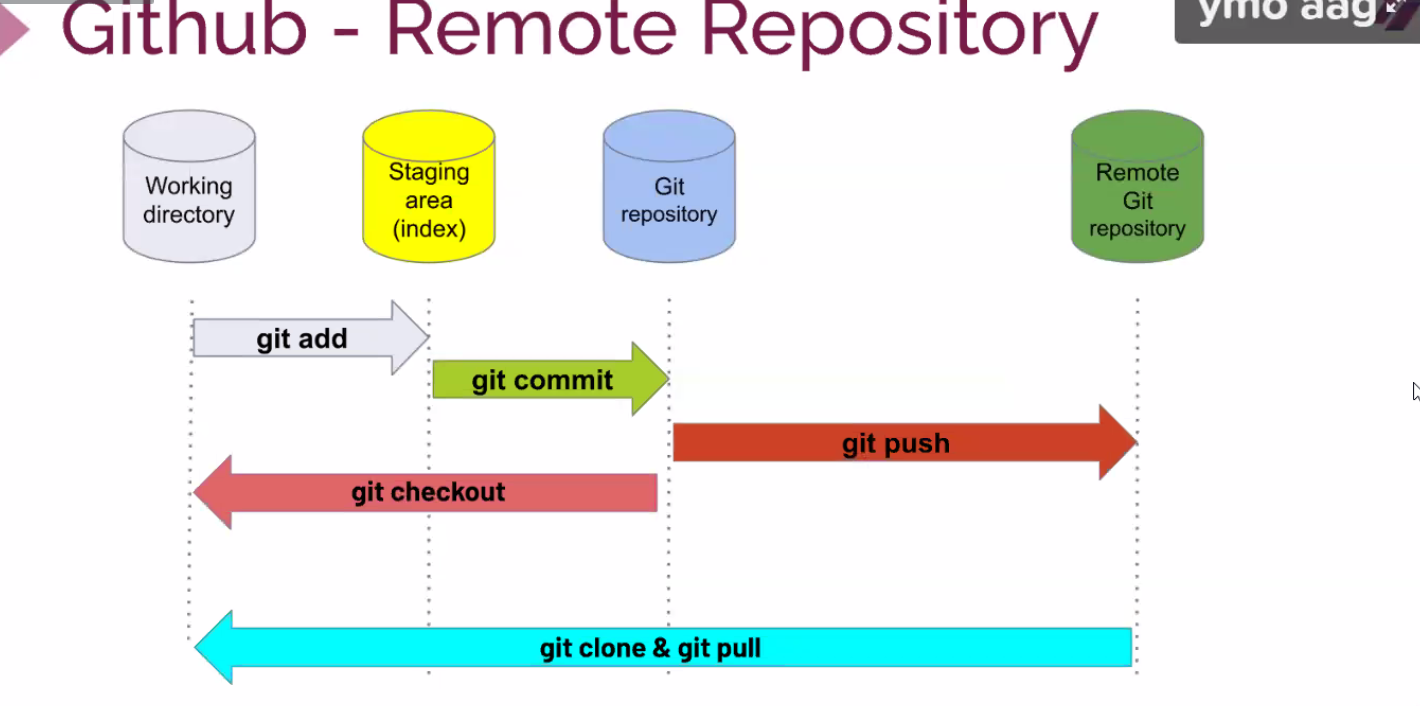 Github - Remote Repository
ymo aag
Working
directory
Staging
area
(index)
Git
repository
Remote
Git
repository
git add
git commit
git push
git checkout
git clone & git pull